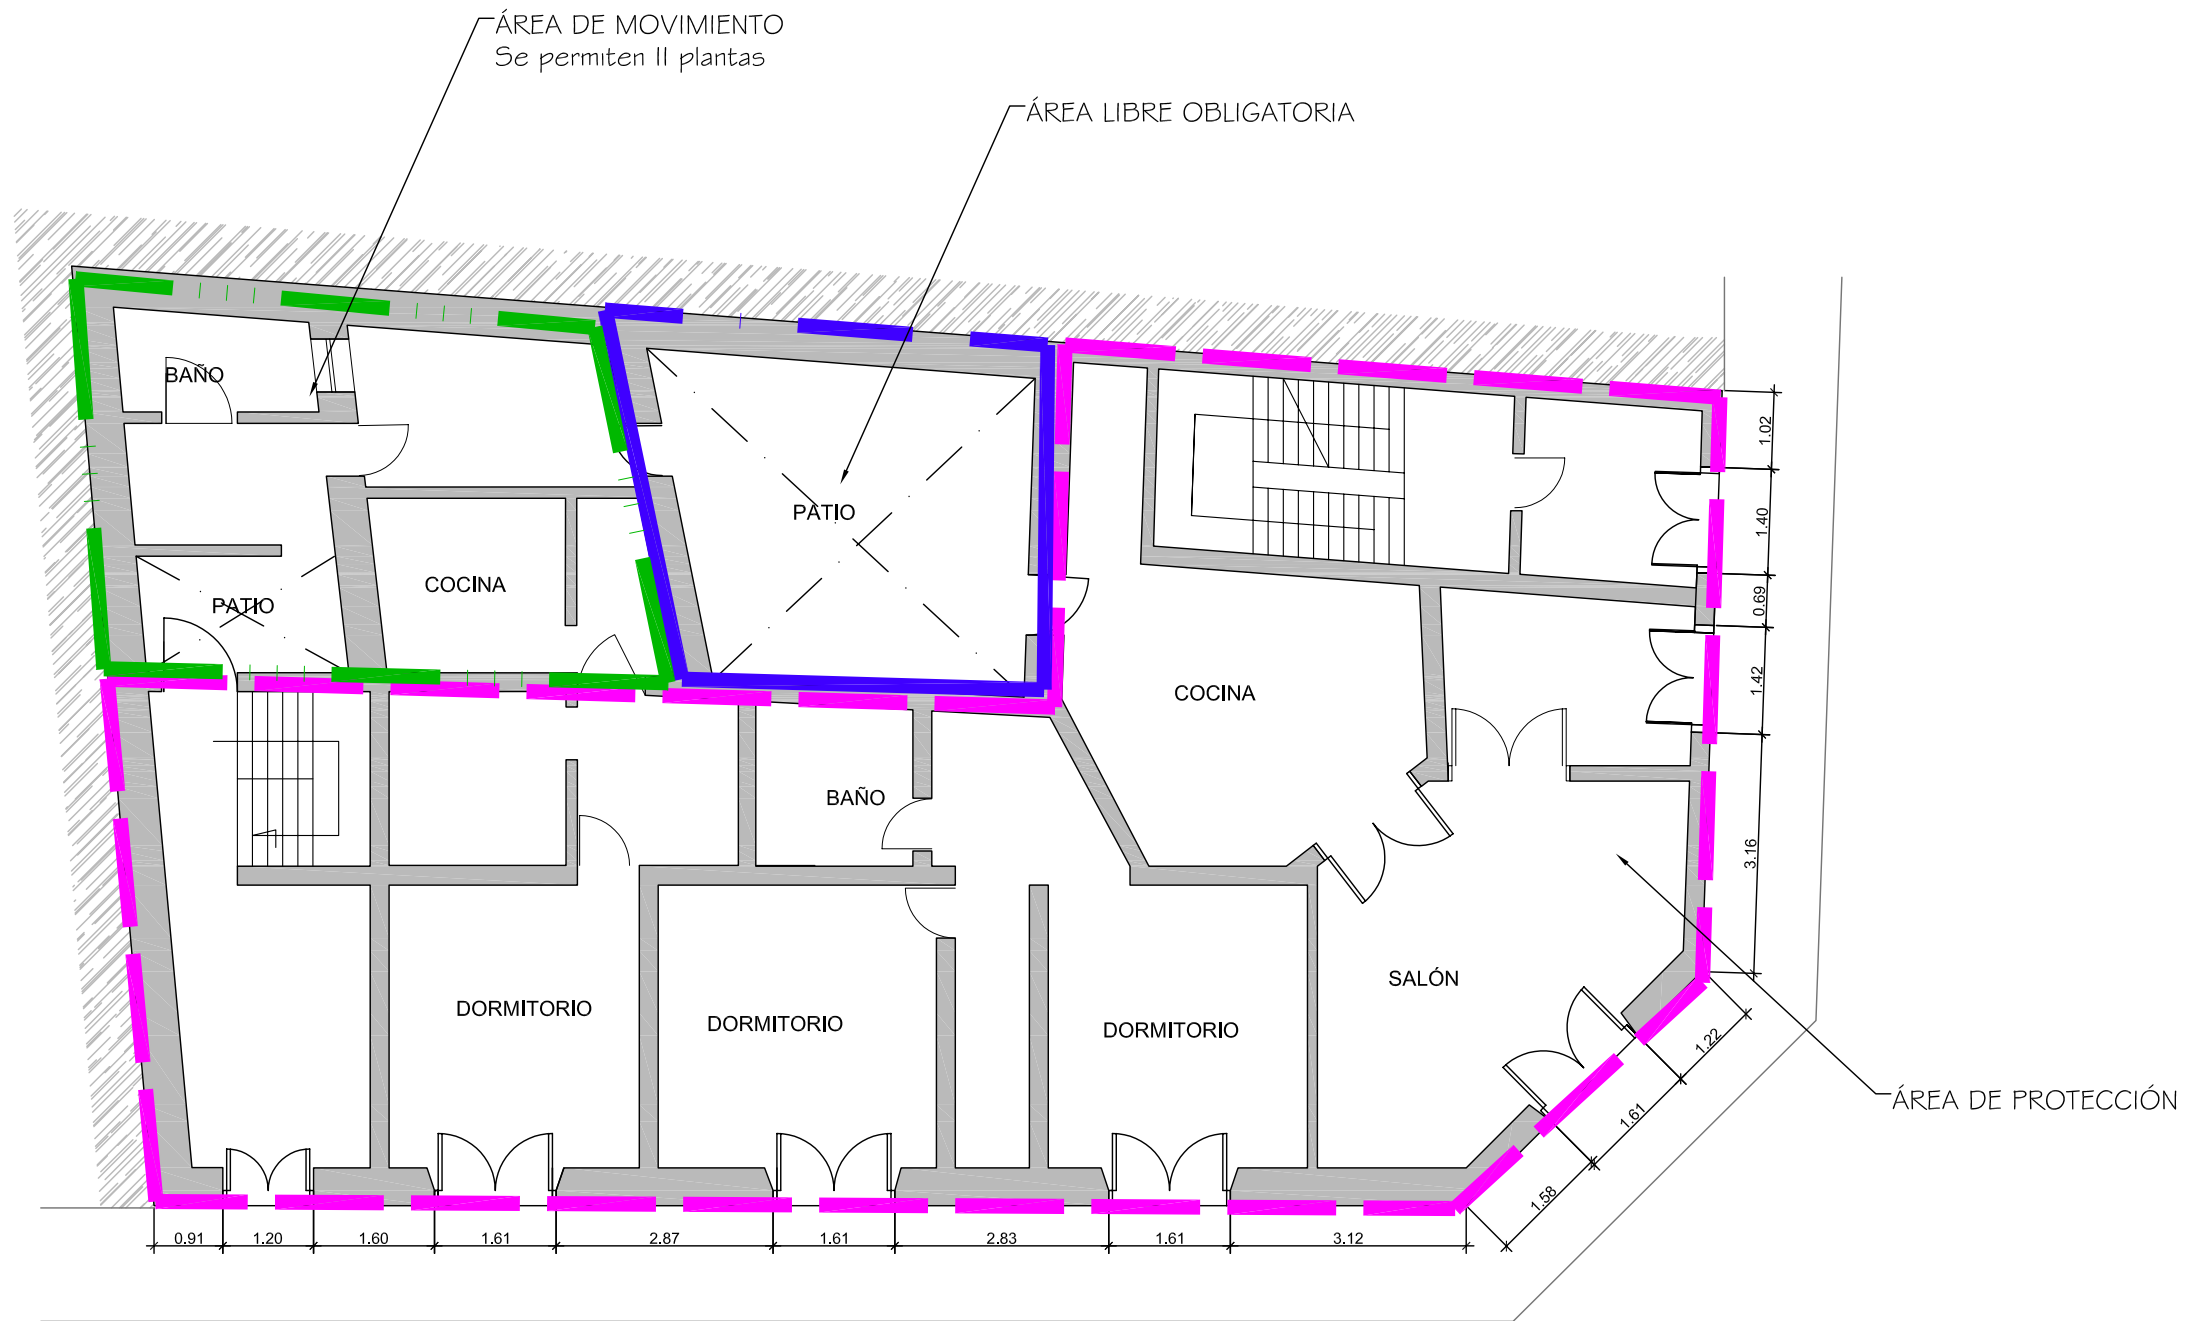 ÁREA DE MOVIMIENTO
Se permiten II plantas
ÁREA LIBRE OBLIGATORIA
BAÑO
PATIO
COCINA
PATIO
COCINA
BAÑO
SALÓN
DORMITORIO
DORMITORIO
DORMITORIO
ÁREA DE PROTECCIÓN
1.02
1.40
0.69
1.42
3.16
1.22
1.61
1.58
0.91
1.20
1.60
1.61
2.87
1.61
2.83
1.61
3.12